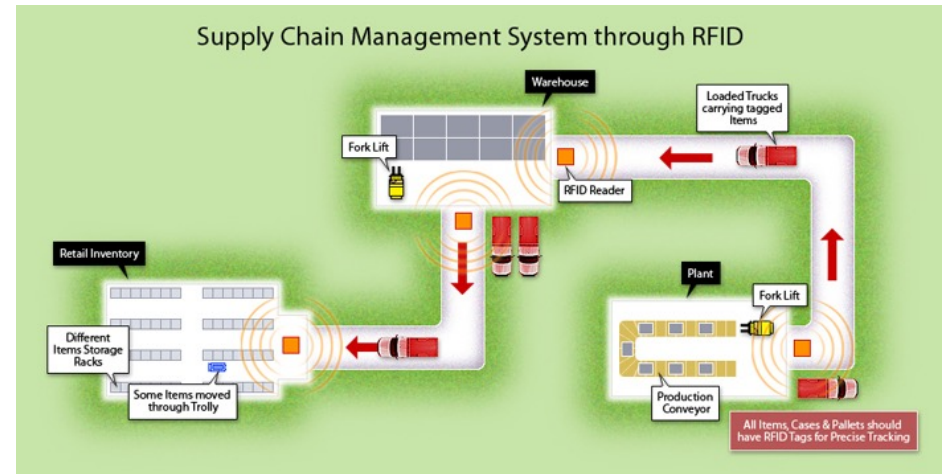 Supply Chain Management System through RFID
Warehouse
Loaded Trucks
carrying tagged
Items
Fork Lift
RFID Reader
Retail Inventory
Plant
Fork Lift
Different
Items Storage
Racks
Some Items moved
through Trolly
Production
Conveyor
All Items, Cases & Pallets should
have RFID Tags for Precise Tracking